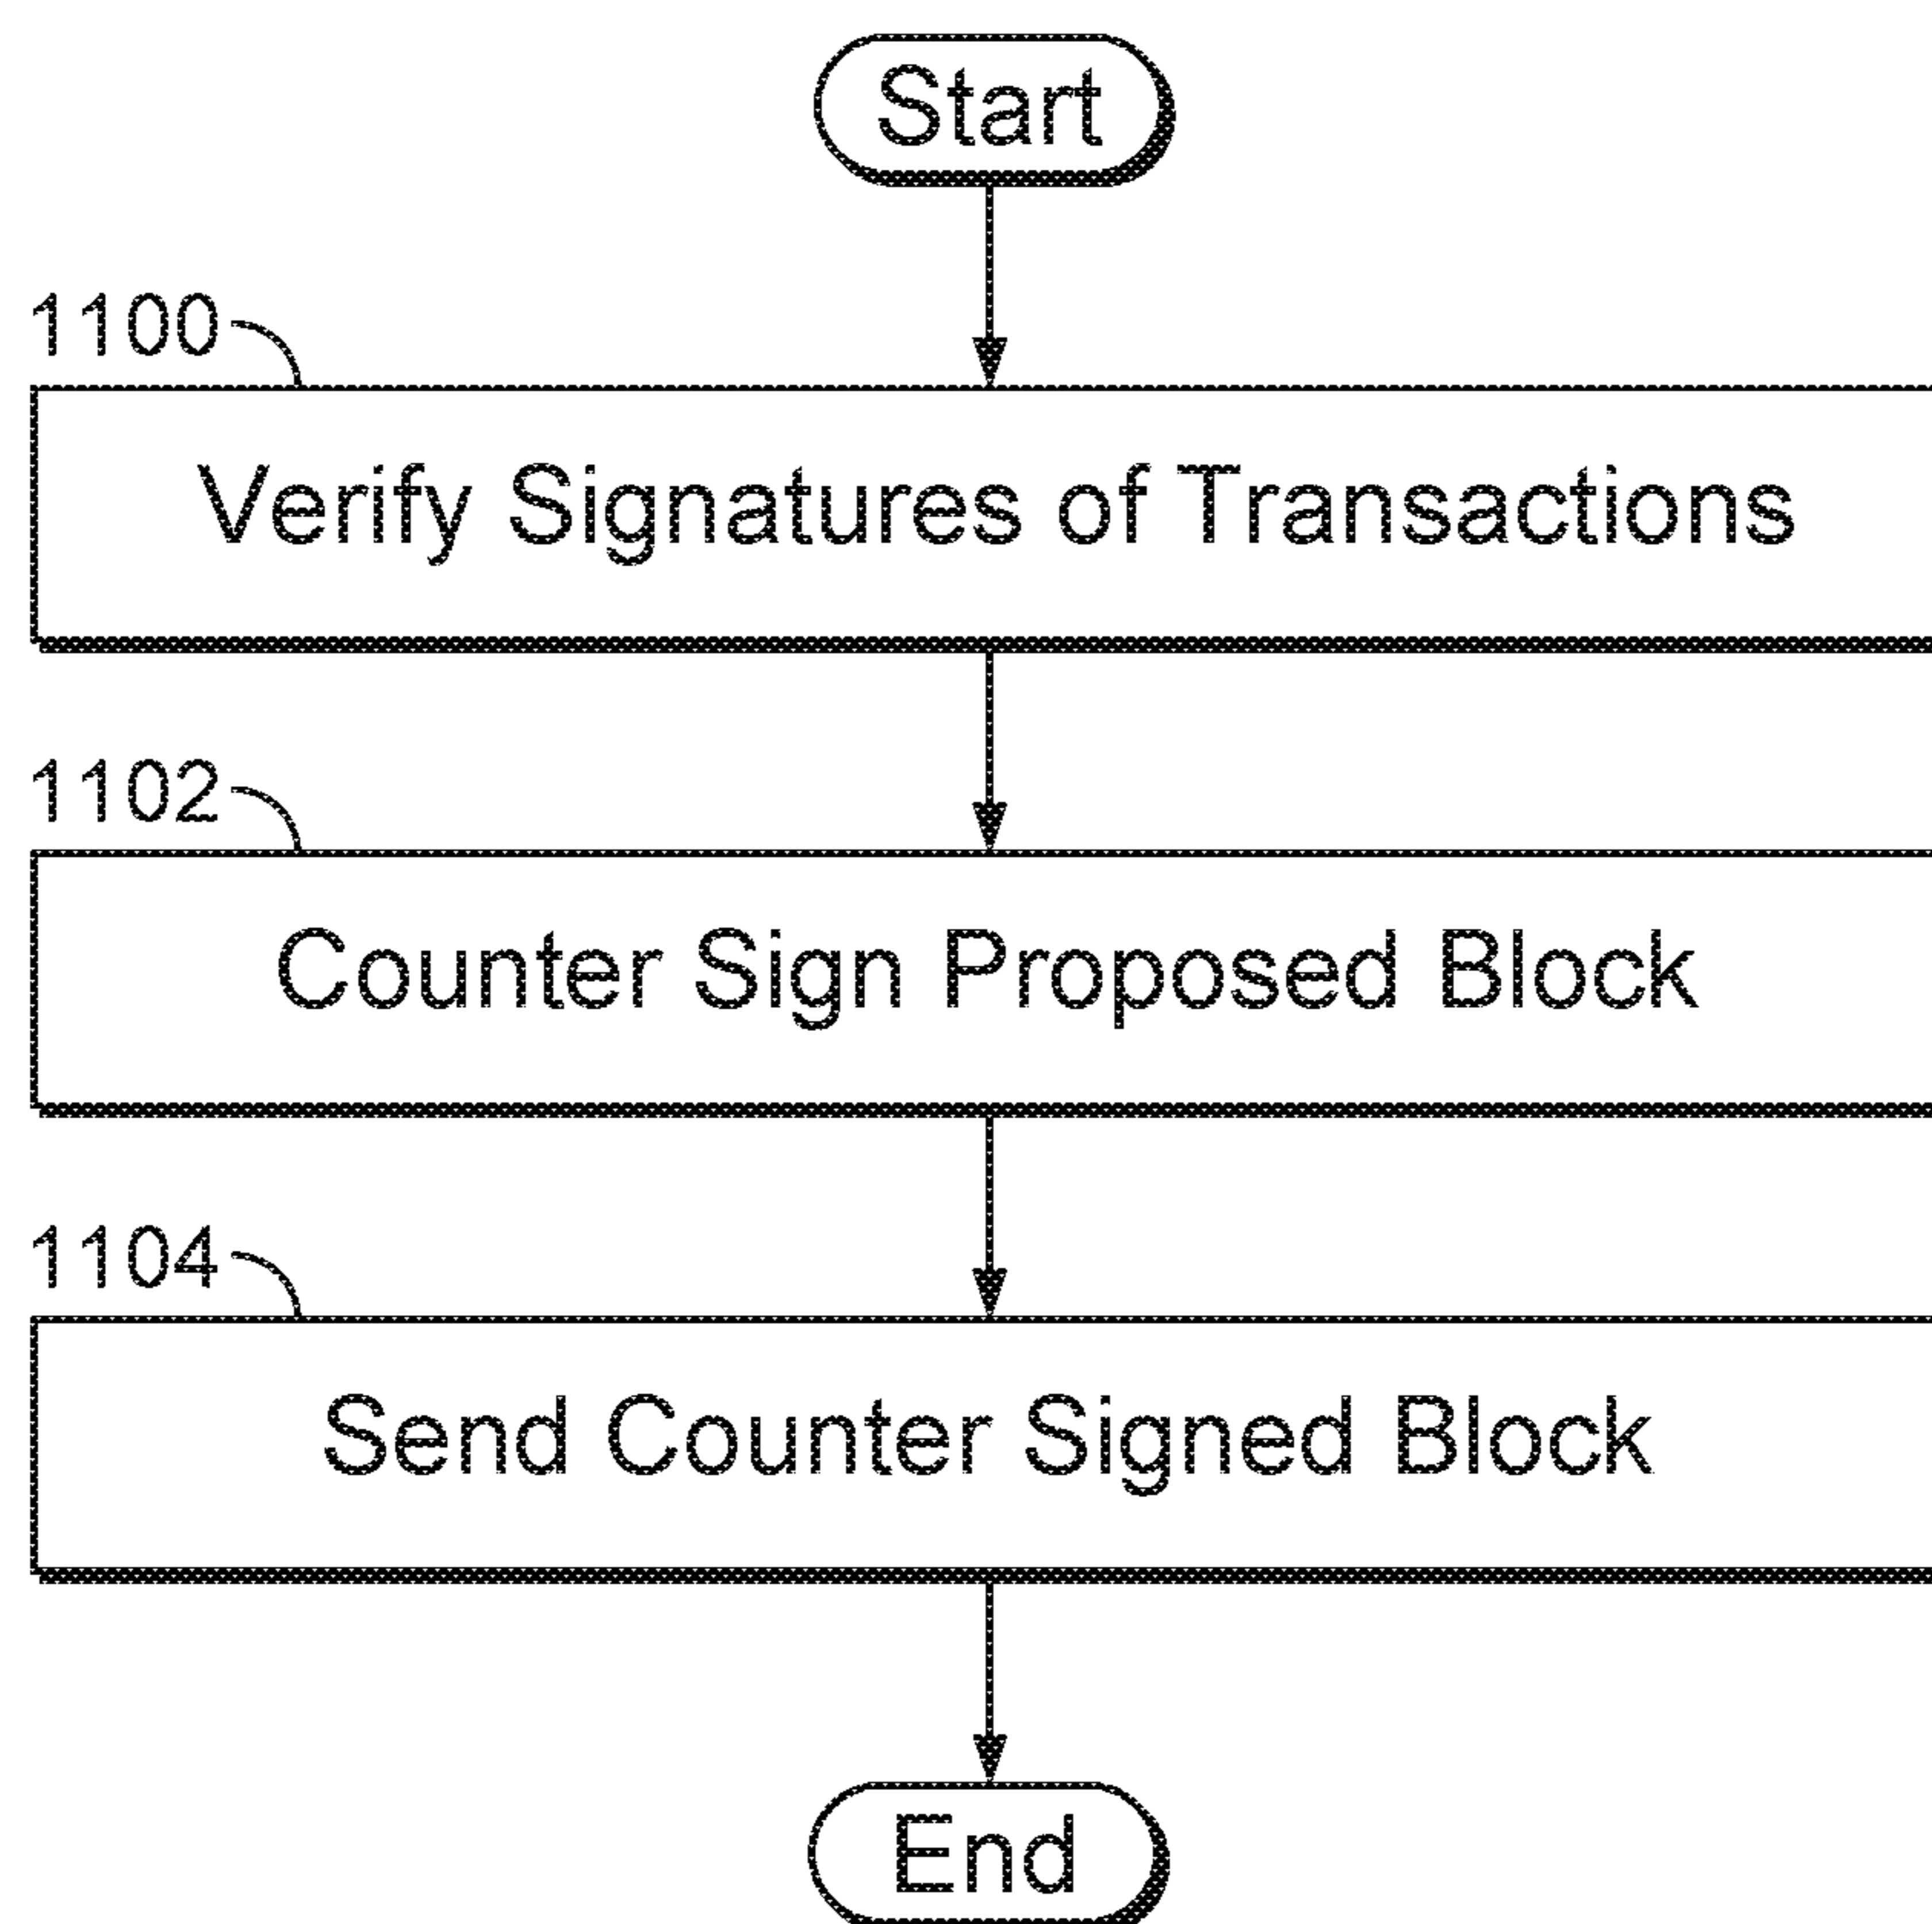 Start
1100
Verify Signatures of Transactions
1102
Counter Sign Proposed Block
1104
Send Counter Signed Block
End